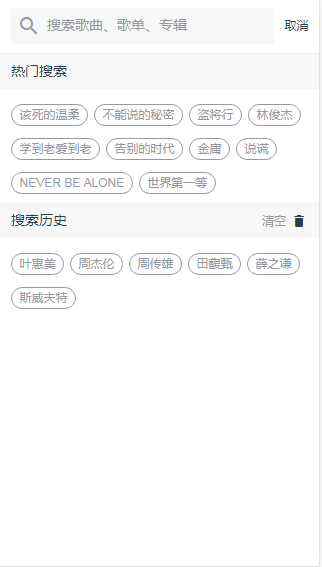 搜索歌曲、歌单、专辑 取消
热门搜索
该死的温柔 不能说的秘密 盗将行 林俊杰
学到老爱到老 告别的时代 金庸 说谎
NEVER BE ALONE 世界第一等
搜索历史 清空
叶惠美 周杰伦 周传雄 田馥甄 薛之谦
斯威夫特